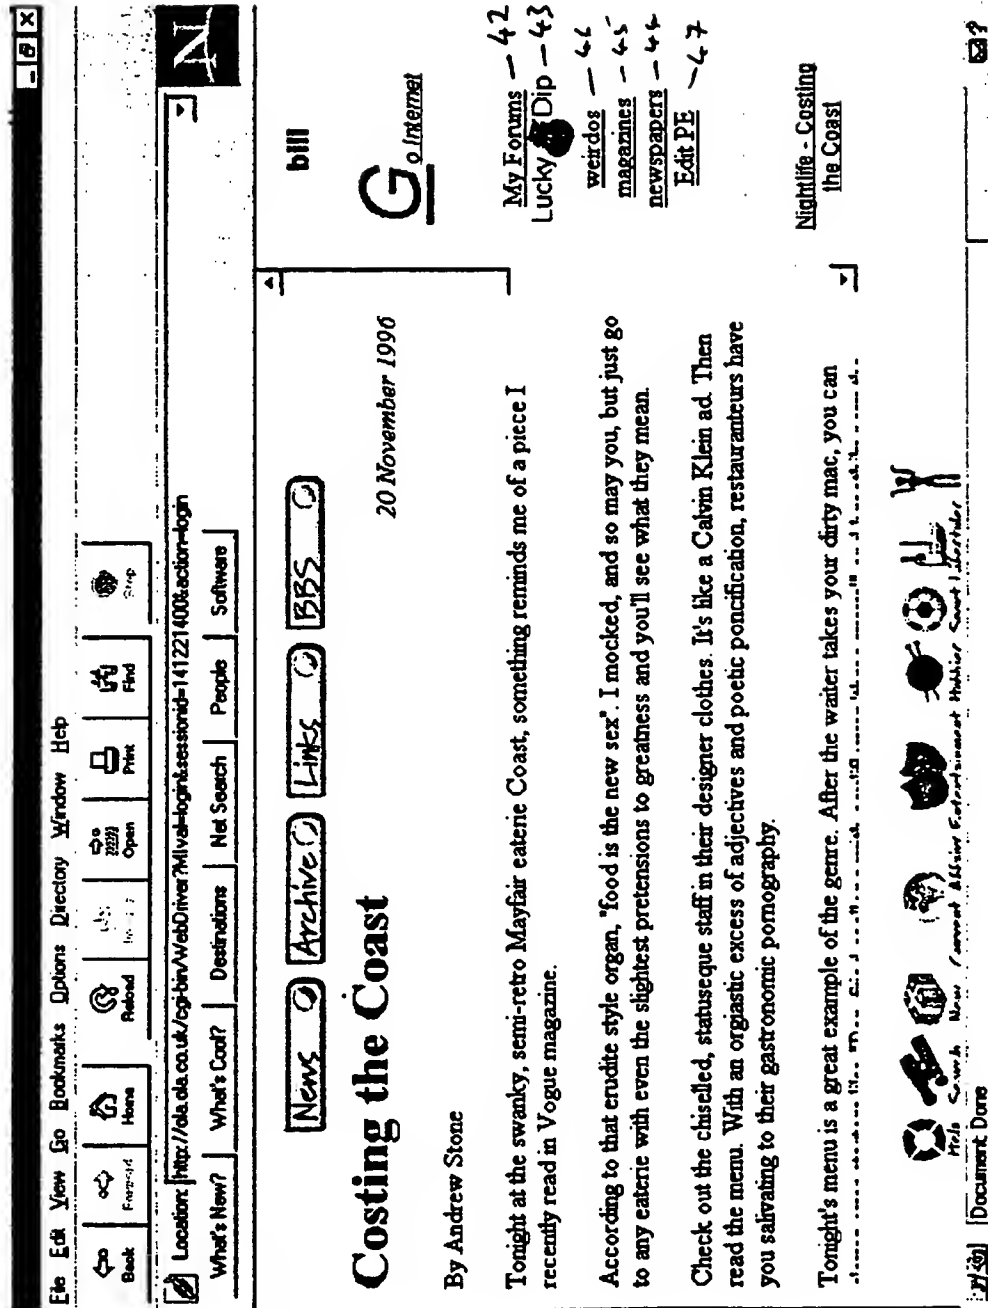 File Edit View Go Bookmarks Options Directory Window Help
Back Forward Home Reload Open Print Find Stop
Location: http://ola.ola.co.uk/cgi-bin/WebDriver?MIval=login&sessionid=141221400&action=login
What's New? What's Cool? Destinations Net Search People Software
N
News Archive Links BBS
Costing the Coast
20 November 1996
By Andrew Stone
Tonight at the swanky, semi-retro Mayfair eaterie Coast, something reminds me of a piece I
recently read in Vogue magazine.
According to that erudite style organ, "food is the new sex". I mocked, and so may you, but just go
to any eaterie with even the slightest pretensions to greatness and you'll see what they mean.
Check out the chiselled, statuseque staff in their designer clothes. It's like a Calvin Klein ad. Then
read the menu. With an orgiastic excess of adjectives and poetic poncification, restauranteurs have
you salivating to their gastronomic pornography.
Tonight's menu is a great example of the genre. After the waiter takes your dirty mac, you can
bill
Go Internet
My Forums - 42
Lucky Dip - 43
weirdos - 46
magazines - 45
newspapers - 44
Edit PE - 47
Nightlife - Costing
the Coast
Help Search News Current Affairs Entertainment Hobbies Sport Lifestyles
Document Done